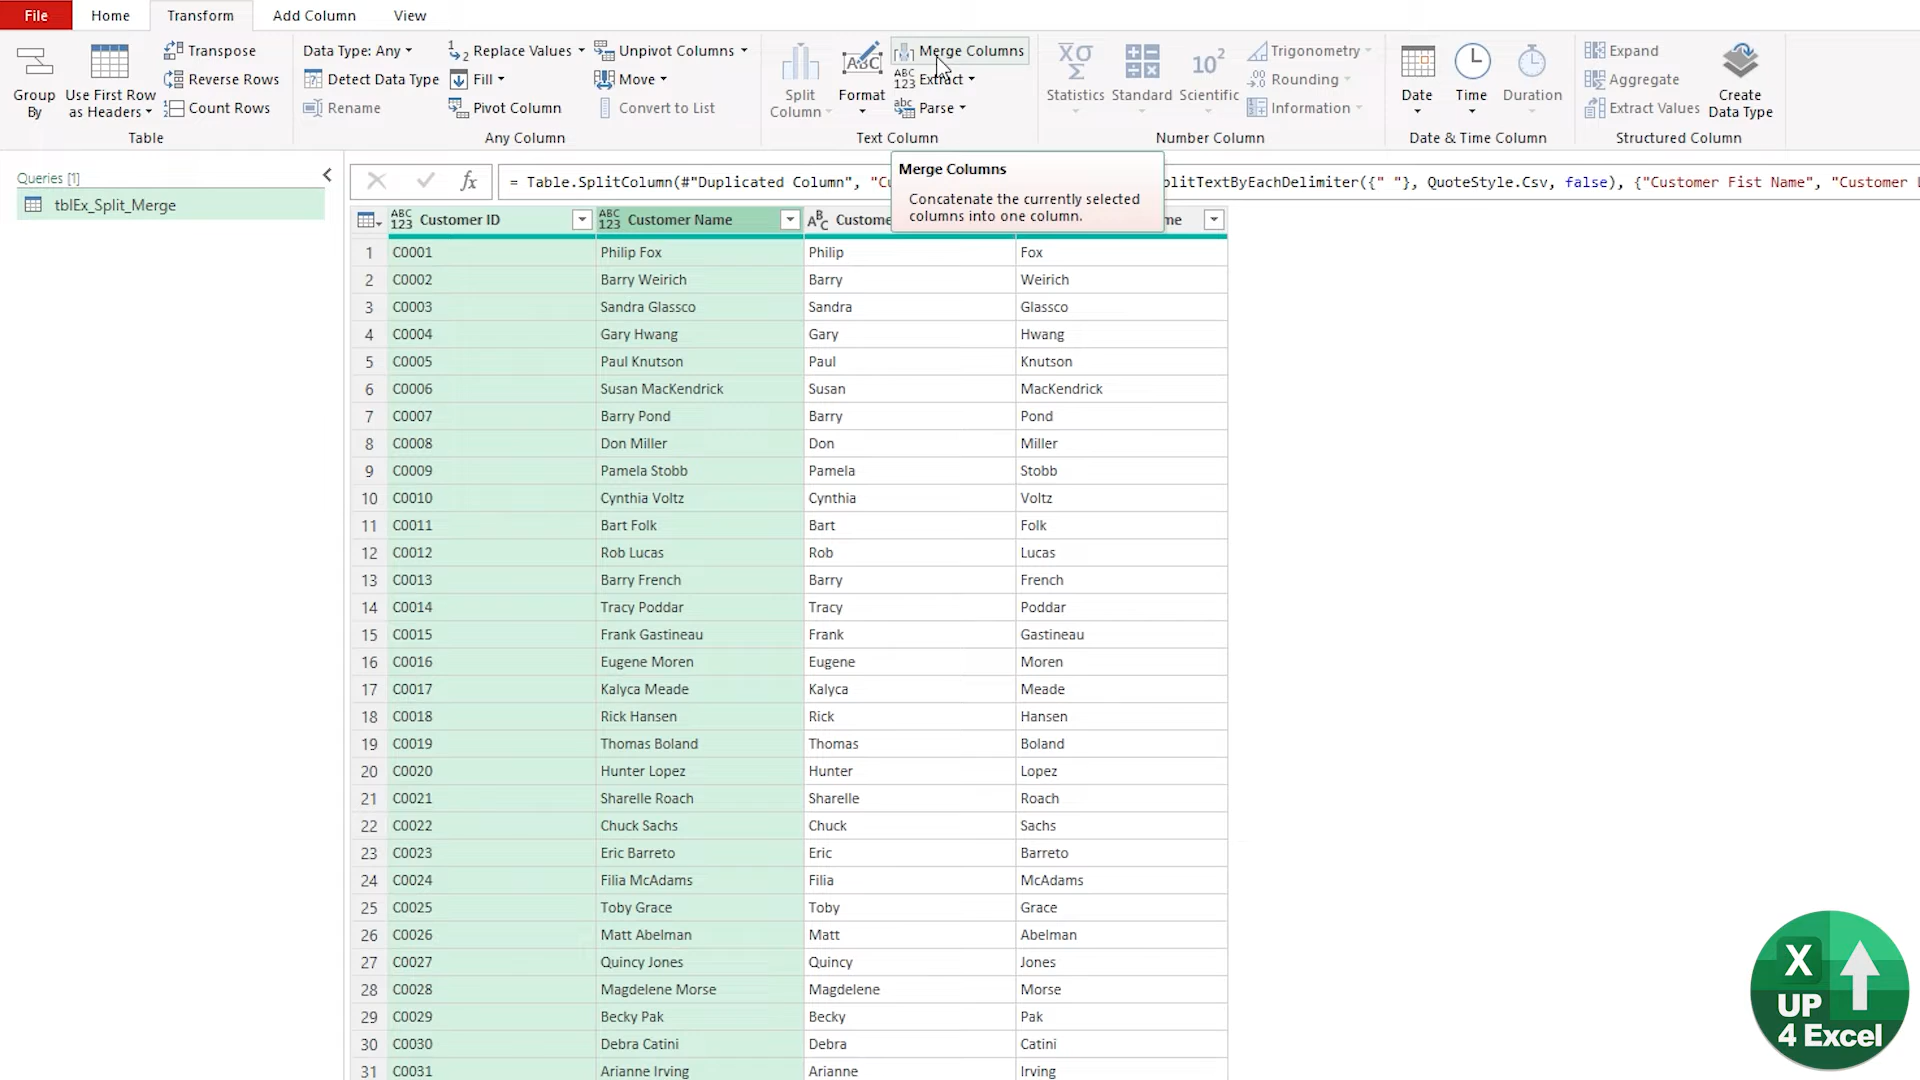 File Home Transform Add Column View
Transpose Data Type: Any Replace Values Unpivot Columns Merge Columns Trigonometry Expand
Group By Use First Row as Headers Reverse Rows Detect Data Type Fill Move Split Column Format Extract Statistics Standard Scientific Rounding Date Time Duration Aggregate Create Data Type
Count Rows Rename Pivot Column Convert to List Parse Information Extract Values
Table Any Column Text Column Number Column Date & Time Column Structured Column
Queries [1]
tblEx_Split_Merge
fx = Table.SplitColumn(#"Duplicated Column", "Cu plitTextByEachDelimiter({" "}, QuoteStyle.Csv, false), {"Customer Fist Name", "Customer
Merge Columns
Concatenate the currently selected
columns into one column.
ABC 123 Customer ID ABC 123 Customer Name ABC Custome me
1 C0001 Philip Fox Philip Fox
2 C0002 Barry Weirich Barry Weirich
3 C0003 Sandra Glassco Sandra Glassco
4 C0004 Gary Hwang Gary Hwang
5 C0005 Paul Knutson Paul Knutson
6 C0006 Susan MacKendrick Susan MacKendrick
7 C0007 Barry Pond Barry Pond
8 C0008 Don Miller Don Miller
9 C0009 Pamela Stobb Pamela Stobb
10 C0010 Cynthia Voltz Cynthia Voltz
11 C0011 Bart Folk Bart Folk
12 C0012 Rob Lucas Rob Lucas
13 C0013 Barry French Barry French
14 C0014 Tracy Poddar Tracy Poddar
15 C0015 Frank Gastineau Frank Gastineau
16 C0016 Eugene Moren Eugene Moren
17 C0017 Kalyca Meade Kalyca Meade
18 C0018 Rick Hansen Rick Hansen
19 C0019 Thomas Boland Thomas Boland
20 C0020 Hunter Lopez Hunter Lopez
21 C0021 Sharelle Roach Sharelle Roach
22 C0022 Chuck Sachs Chuck Sachs
23 C0023 Eric Barreto Eric Barreto
24 C0024 Filia McAdams Filia McAdams
25 C0025 Toby Grace Toby Grace
26 C0026 Matt Abelman Matt Abelman
27 C0027 Quincy Jones Quincy Jones
28 C0028 Magdelene Morse Magdelene Morse
29 C0029 Becky Pak Becky Pak
30 C0030 Debra Catini Debra Catini
31 C0031 Arianne Irving Arianne Irving
X
UP
4 Excel